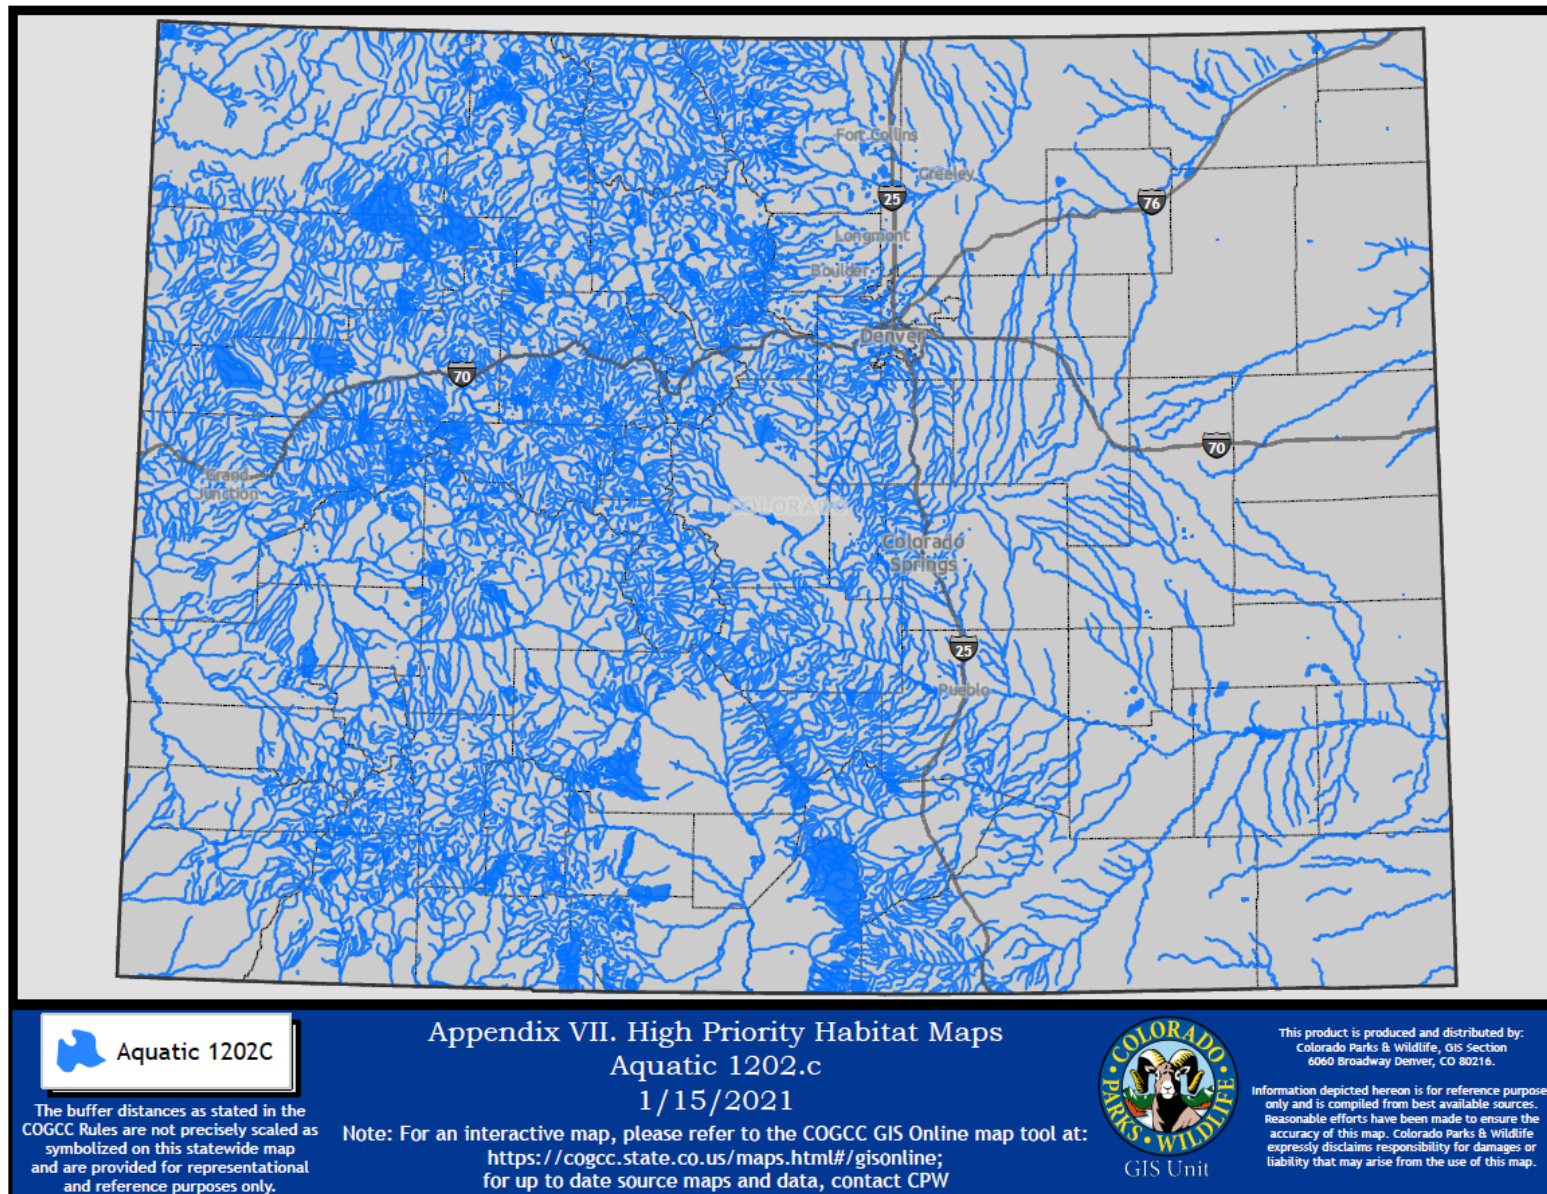 Fort Collins
Greeley
25
76
Longmont
Boulder
Denver
70
70
Grand
Junction
COLORADO
Colorado
Springs
25
Pueblo
Aquatic 1202C
The buffer distances as stated in the
COGCC Rules are not precisely scaled as
symbolized on this statewide map
and are provided for representational
and reference purposes only.
Appendix VII. High Priority Habitat Maps
Aquatic 1202.c
1/15/2021
Note: For an interactive map, please refer to the COGCC GIS Online map tool at:
https://cogcc.state.co.us/maps.html#/gisonline;
for up to date source maps and data, contact CPW
COLORADO
PARKS • WILDLIFE
GIS Unit
This product is produced and distributed by:
Colorado Parks & Wildlife, GIS Section
6060 Broadway Denver, CO 80216.
Information depicted hereon is for reference purpose
only and is compiled from best available sources.
Reasonable efforts have been made to ensure the
accuracy of this map. Colorado Parks & Wildlife
expressly disclaims responsibility for damages or
liability that may arise from the use of this map.